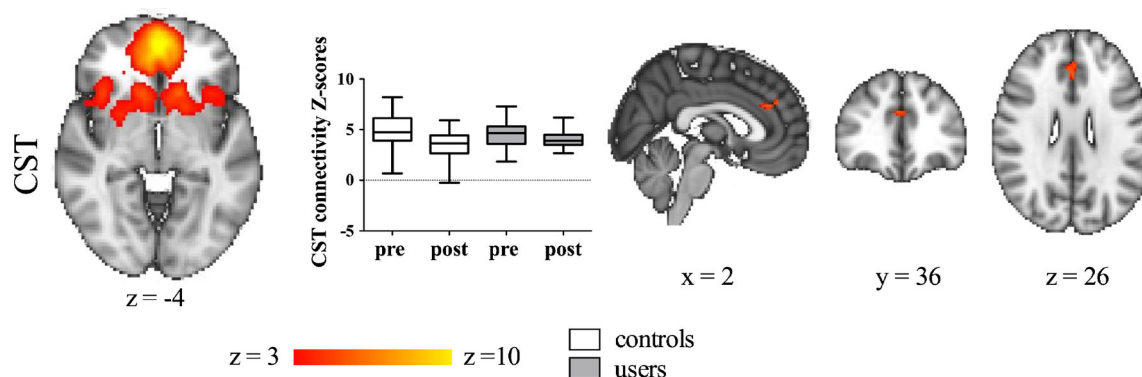 CST
z = -4
CST connectivity Z-scores
10
5
0
-5
pre post pre post
x = 2
y = 36
z = 26
z = 3
z =10
controls
users